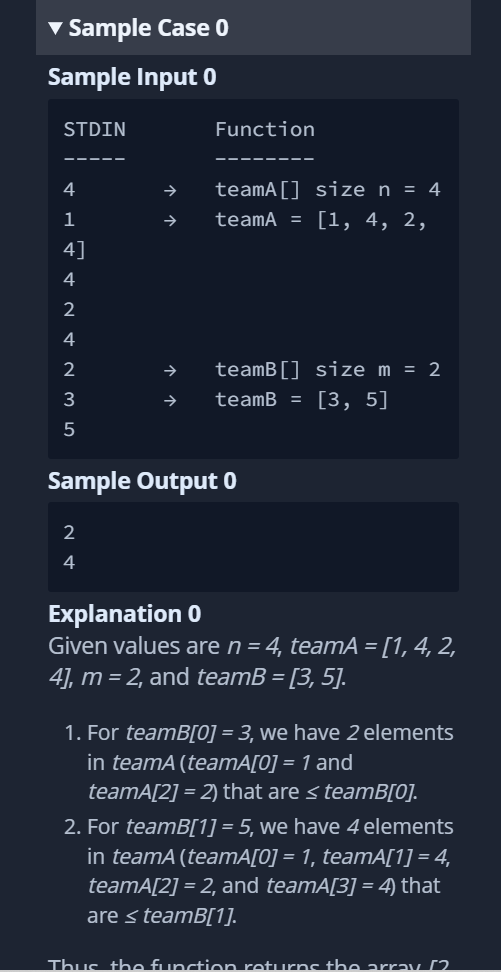 ▼ Sample Case 0
Sample Input 0
STDIN Function
----- --------
4 → teamA[] size n = 4
1 → teamA = [1, 4, 2,
4]
4
2
4
2 → teamB[] size m = 2
3 → teamB = [3, 5]
5
Sample Output 0
2
4
Explanation 0
Given values are n = 4, teamA = [1, 4, 2,
4], m = 2, and teamB = [3, 5].
1. For teamB[0] = 3, we have 2 elements
in teamA (teamA[0] = 1 and
teamA[2] = 2) that are ≤ teamB[0].
2. For teamB[1] = 5, we have 4 elements
in teamA (teamA[0] = 1, teamA[1] = 4,
teamA[2] = 2, and teamA[3] = 4) that
are ≤ teamB[1].
Thus, the function returns the array [2,